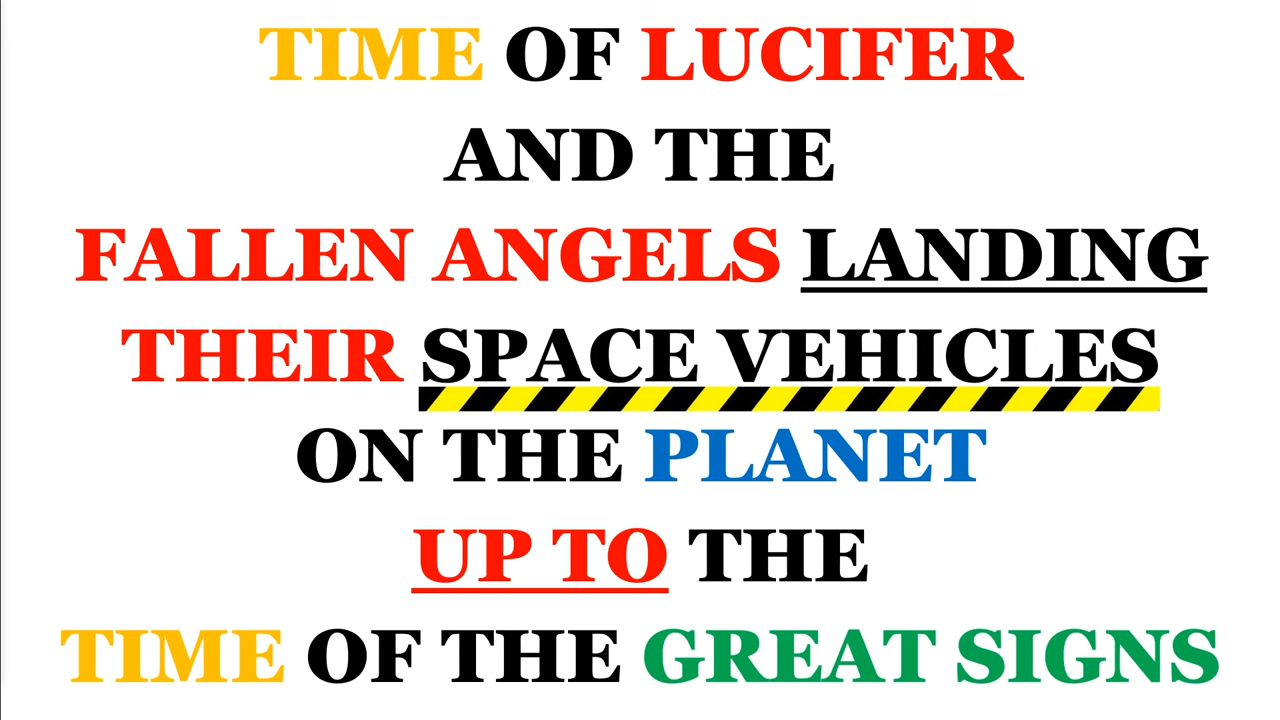 TIME OF LUCIFER
AND THE
FALLEN ANGELS LANDING
THEIR SPACE VEHICLES
ON THE PLANET
UP TO THE
TIME OF THE GREAT SIGNS